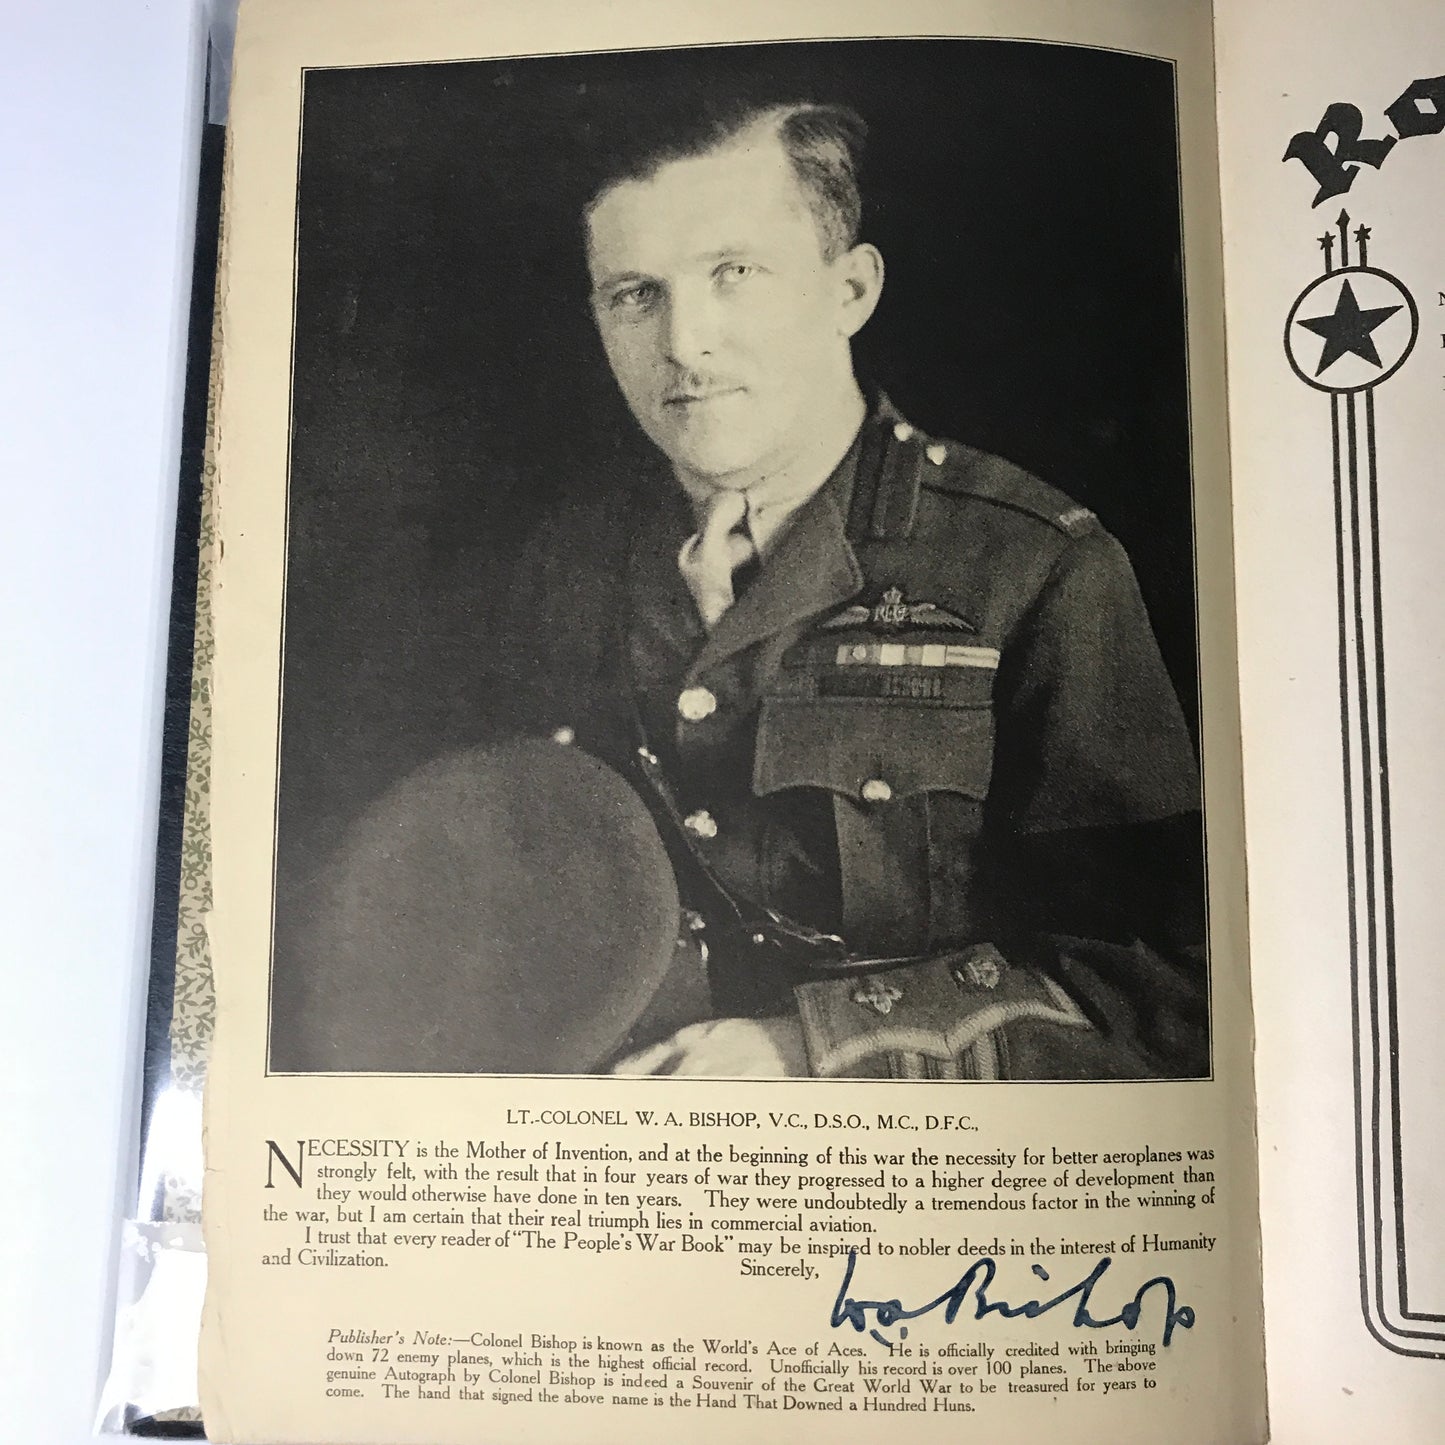 LT.-COLONEL W. A. BISHOP, V.C., D.S.O., M.C., D.F.C.,
NECESSITY is the Mother of Invention, and at the beginning of this war the necessity for better aeroplanes was
strongly felt, with the result that in four years of war they progressed to a higher degree of development than
they would otherwise have done in ten years. They were undoubtedly a tremendous factor in the winning of
the war, but I am certain that their real triumph lies in commercial aviation.
I trust that every reader of "The People's War Book" may be inspired to nobler deeds in the interest of Humanity
and Civilization.
Sincerely,
WA Bishop
Publisher's Note:—Colonel Bishop is known as the World's Ace of Aces. He is officially credited with bringing
down 72 enemy planes, which is the highest official record. Unofficially his record is over 100 planes. The above
genuine Autograph by Colonel Bishop is indeed a Souvenir of the Great World War to be treasured for years to
come. The hand that signed the above name is the Hand That Downed a Hundred Huns.
Ro